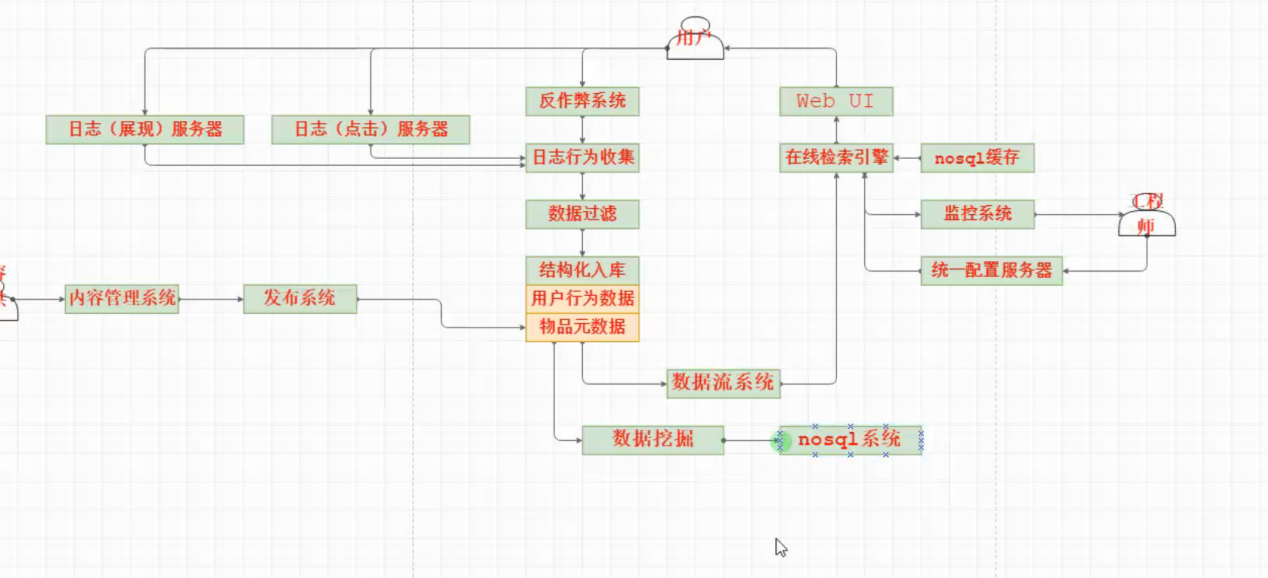 用户
反作弊系统
Web UI
日志（展现）服务器
日志（点击）服务器
日志行为收集
在线检索引擎
nosql缓存
数据过滤
监控系统
工程
师
结构化入库
统一配置服务器
内容管理系统
发布系统
用户行为数据
物品元数据
数据流系统
数据挖掘
nosql系统